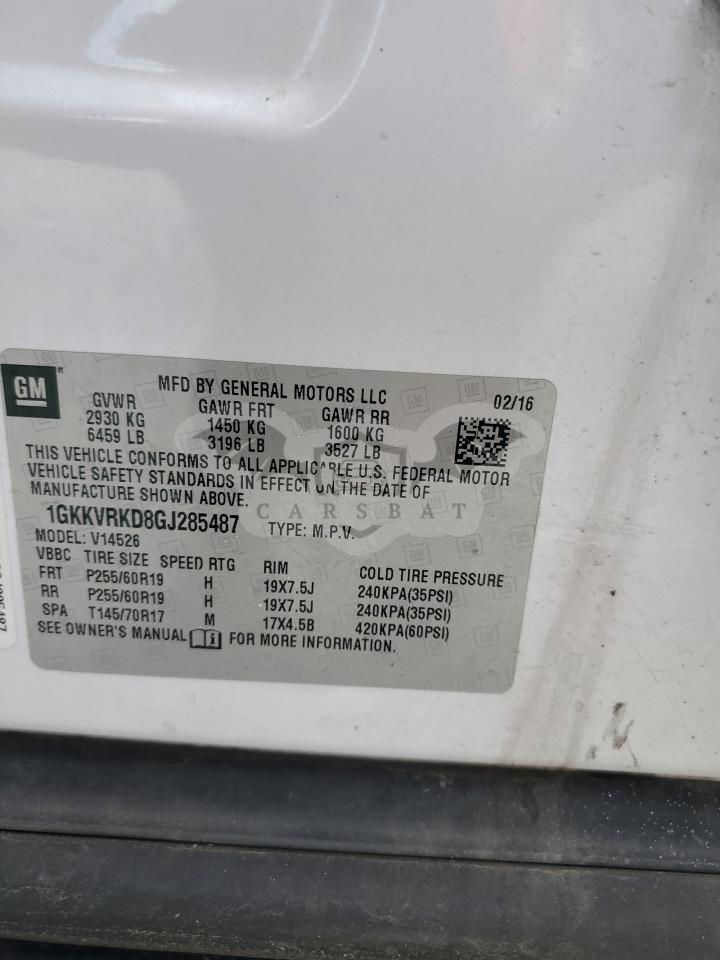 GM
MFD BY GENERAL MOTORS LLC
02/16
GVWR GAWR FRT GAWR RR
2930 KG 1450 KG 1600 KG
6459 LB 3196 LB 3527 LB
THIS VEHICLE CONFORMS TO ALL APPLICABLE U.S. FEDERAL MOTOR
VEHICLE SAFETY STANDARDS IN EFFECT ON THE DATE OF
MANUFACTURE SHOWN ABOVE.
CARSBAT
1GKKVRKD8GJ285487 TYPE: M.P.V.
MODEL: V14526
VBBC TIRE SIZE SPEED RTG RIM COLD TIRE PRESSURE
FRT P255/60R19 H 19X7.5J 240KPA(35PSI)
RR P255/60R19 H 19X7.5J 240KPA(35PSI)
SPA T145/70R17 M 17X4.5B 420KPA(60PSI)
SEE OWNER'S MANUAL FOR MORE INFORMATION.